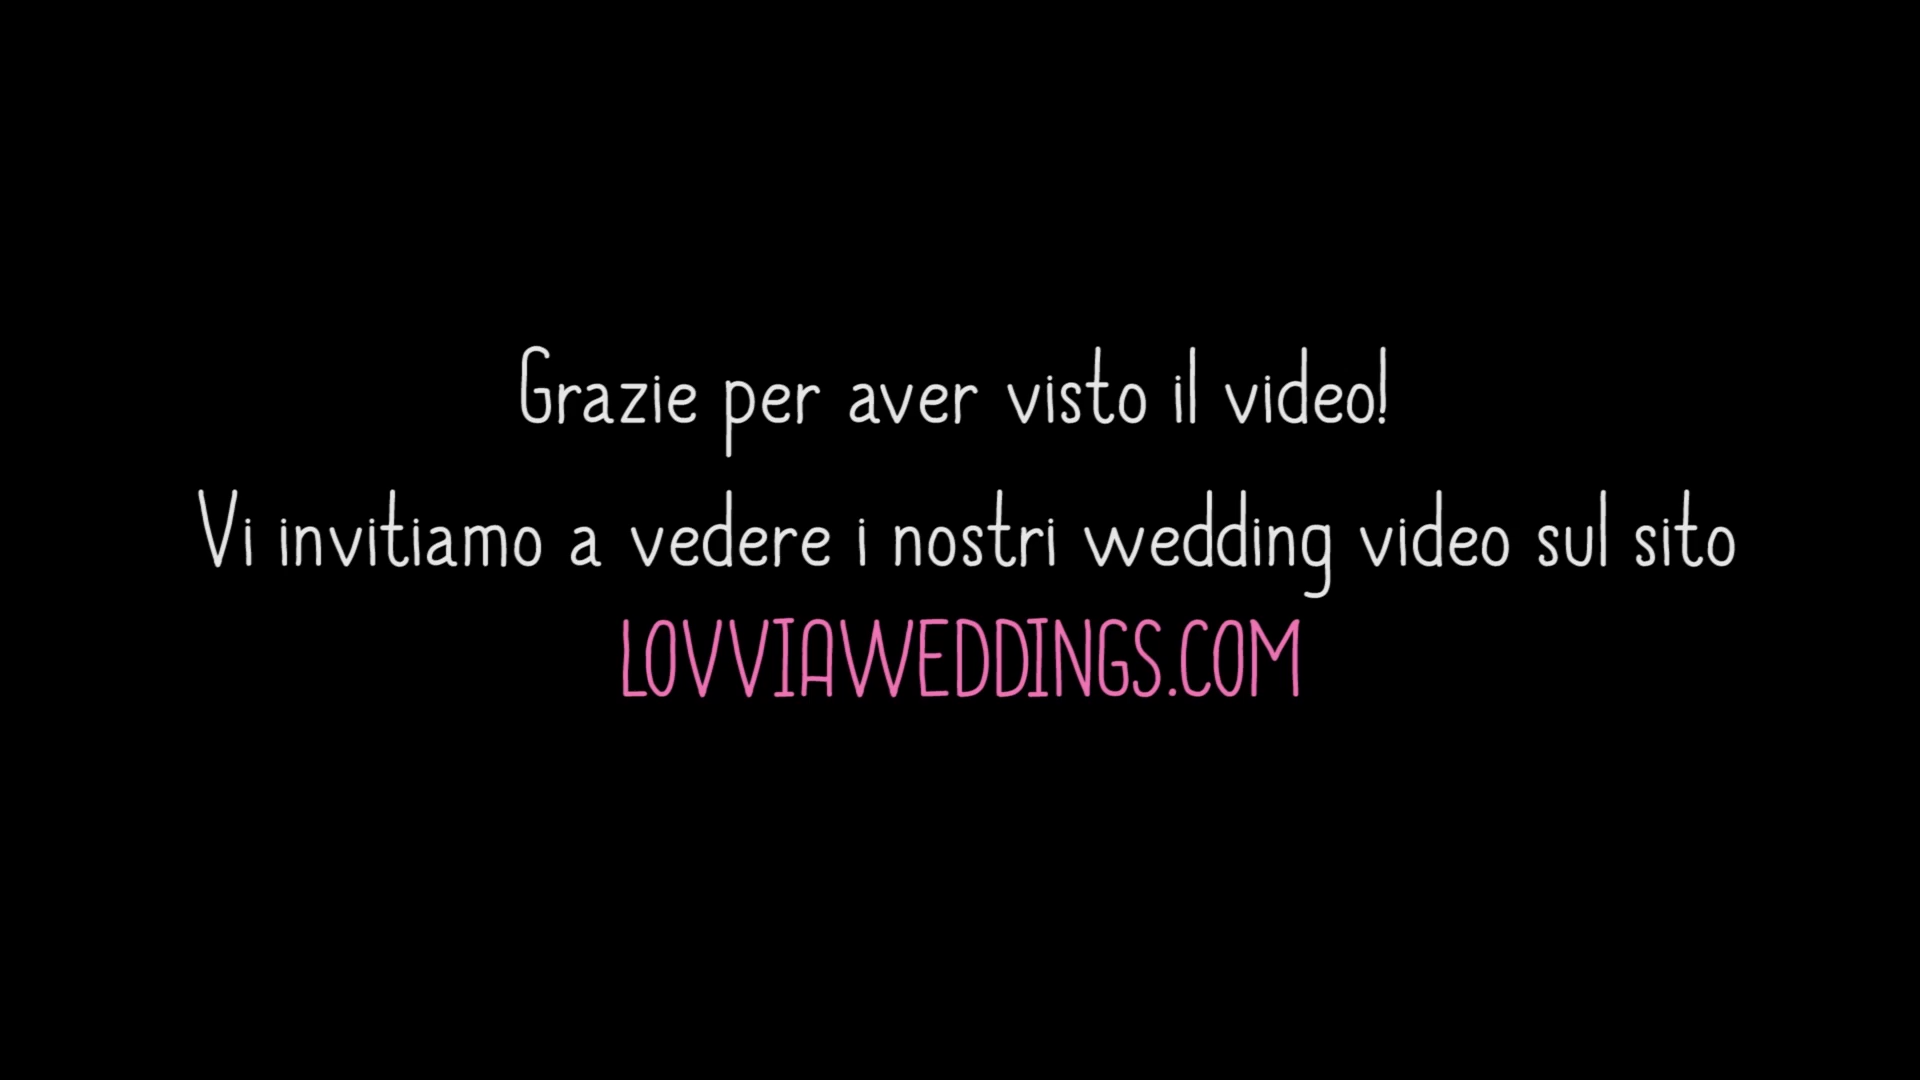 Grazie per aver visto il video!
Vi invitiamo a vedere i nostri wedding video sul sito
LOVVIAWEDDINGS.COM